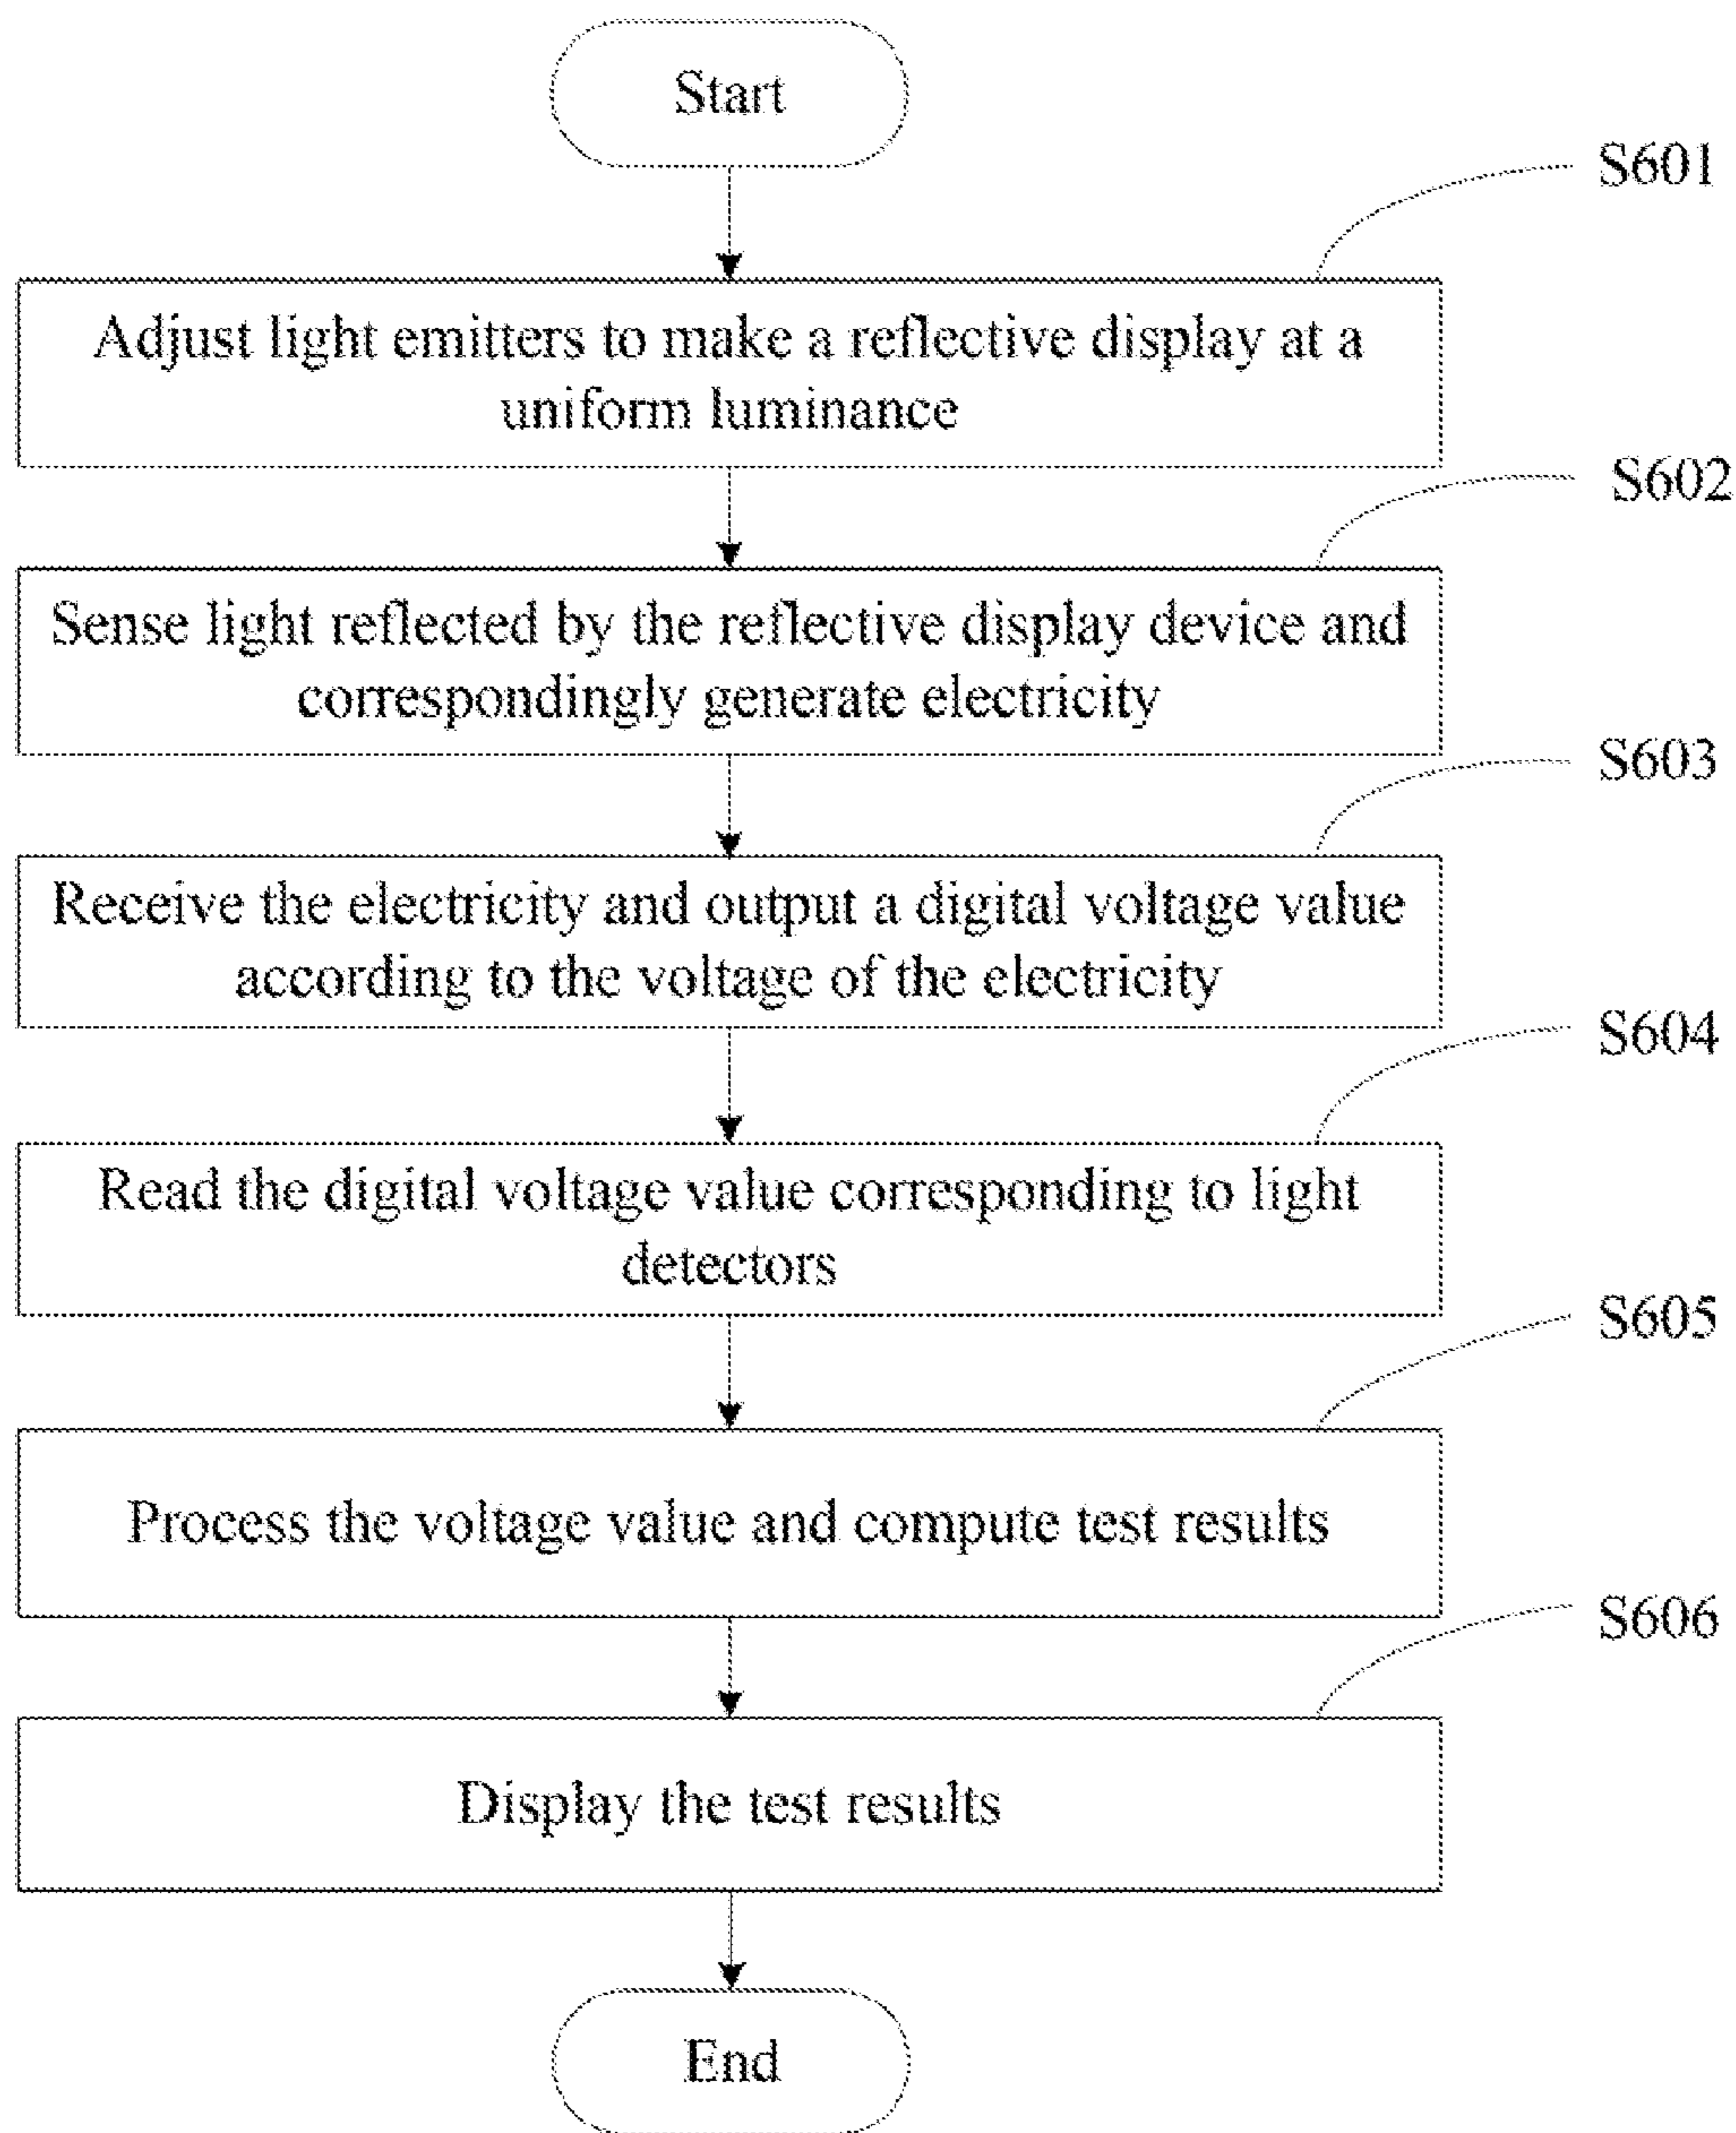 Start
S601
Adjust light emitters to make a reflective display at a
uniform luminance
S602
Sense light reflected by the reflective display device and
correspondingly generate electricity
S603
Receive the electricity and output a digital voltage value
according to the voltage of the electricity
S604
Read the digital voltage value corresponding to light
detectors
S605
Process the voltage value and compute test results
S606
Display the test results
End